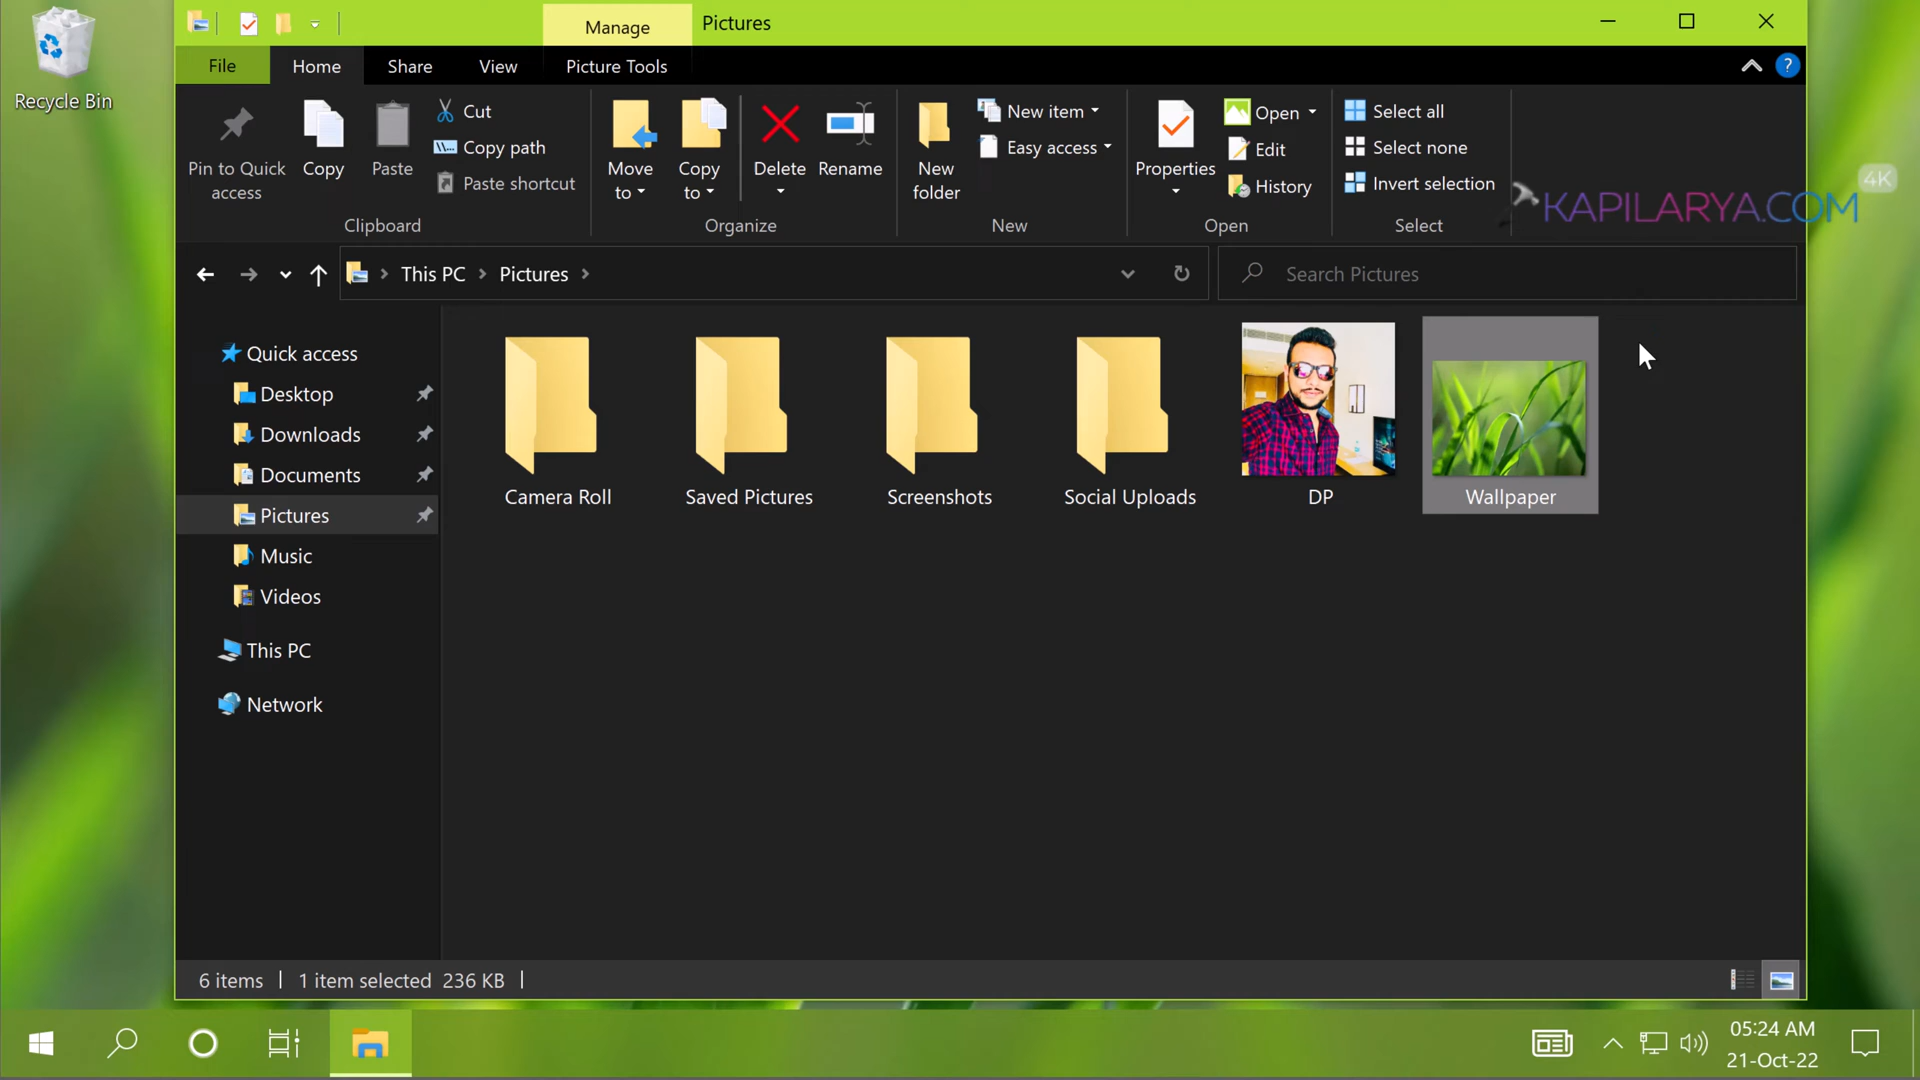 Recycle Bin
Manage
Pictures
File
Home
Share
View
Picture Tools
?
Pin to Quick
access
Copy
Paste
Cut
Copy path
Paste shortcut
Clipboard
Move
to
Copy
to
Delete
Rename
Organize
New
folder
New item
Easy access
New
Properties
Open
Edit
History
Open
Select all
Select none
Invert selection
Select
4K
KAPILARYA.COM
This PC
Pictures
Search Pictures
Quick access
Desktop
Downloads
Documents
Pictures
Music
Videos
This PC
Network
Camera Roll
Saved Pictures
Screenshots
Social Uploads
DP
Wallpaper
6 items
1 item selected 236 KB
05:24 AM
21-Oct-22